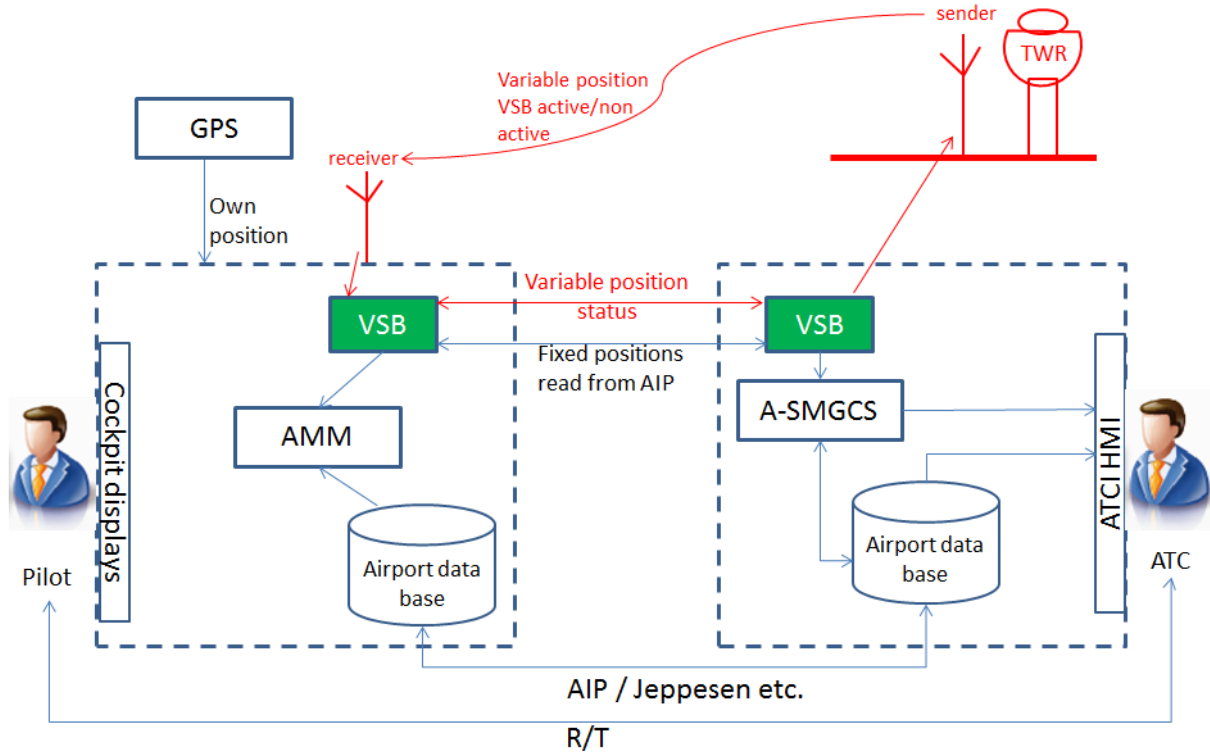 sender
TWR
Variable position
VSB active/non
active
GPS
receiver
Own
position
Variable position
status
VSB
VSB
Fixed positions
read from AIP
Cockpit displays
A-SMGCS
AMM
ATCI HMI
Airport data
base
Airport data
base
Pilot
ATC
AIP / Jeppesen etc.
R/T